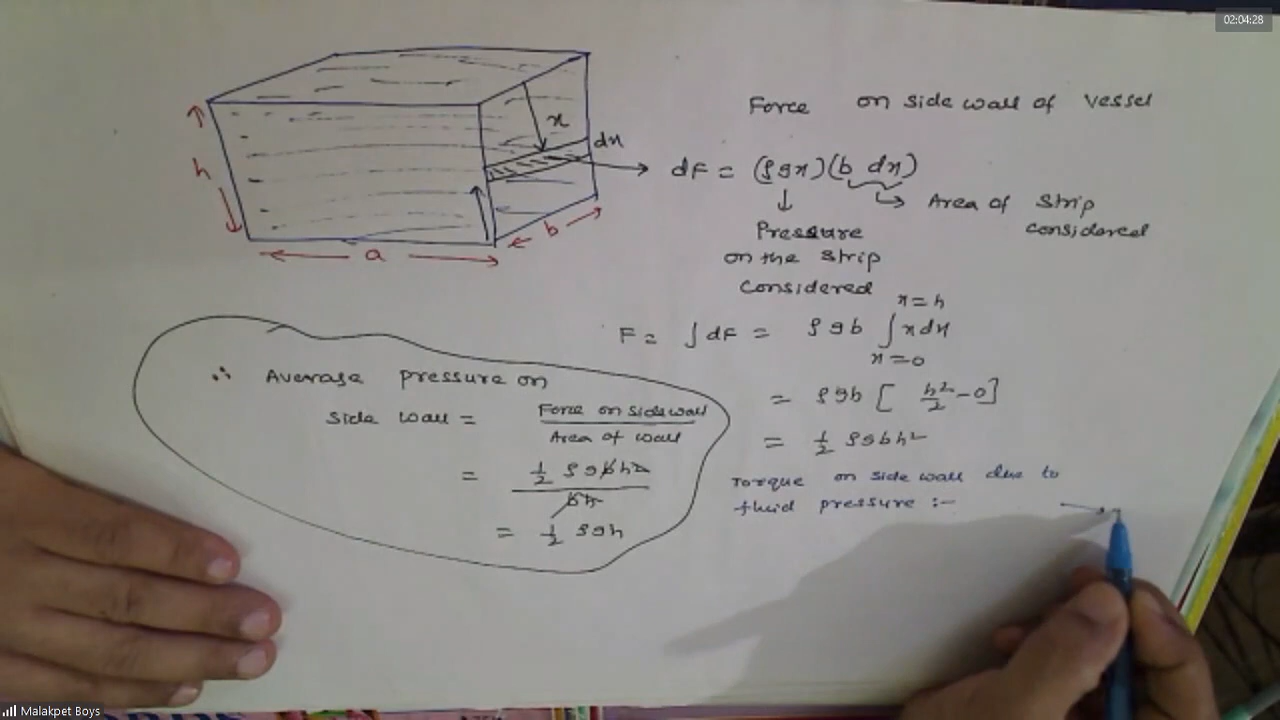 02:04:28
h
x
dx
b
a
Force on side wall of vessel
dF = (ρgx)(b dx)
Area of strip
considered
Pressure
on the strip
considered
x=h
F = ∫dF = ρgb ∫ x dx
x=0
= ρgb [ h²/2 - 0 ]
= 1/2 ρgbh²
Torque on side wall due to
fluid pressure :-
∴ Average pressure on
Side wall = Force on side wall
Area of wall
= 1/2 ρgbh²
bh
= 1/2 ρgh
Malakpet Boys